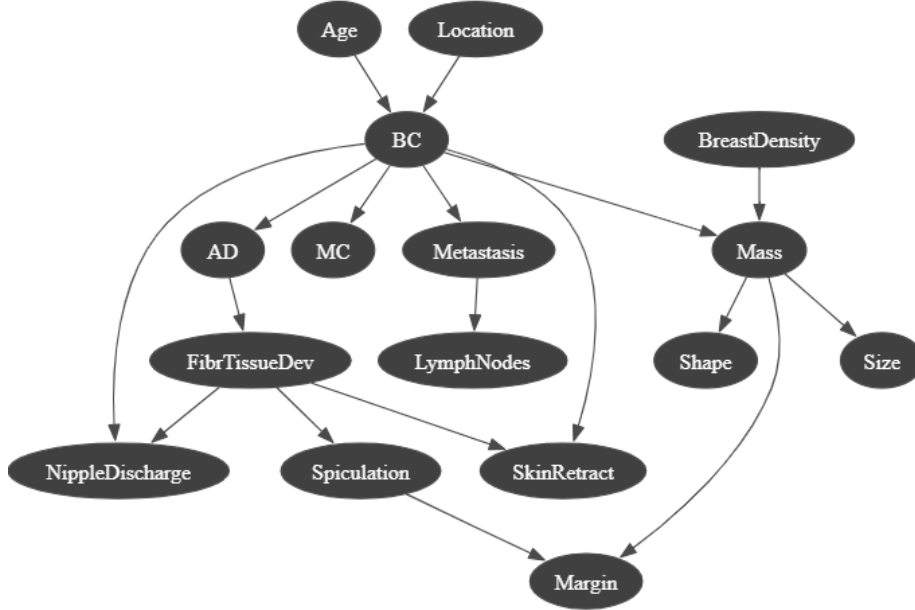 Age
Location
BC
BreastDensity
AD
MC
Metastasis
Mass
FibrTissueDev
LymphNodes
Shape
Size
NippleDischarge
Spiculation
SkinRetract
Margin